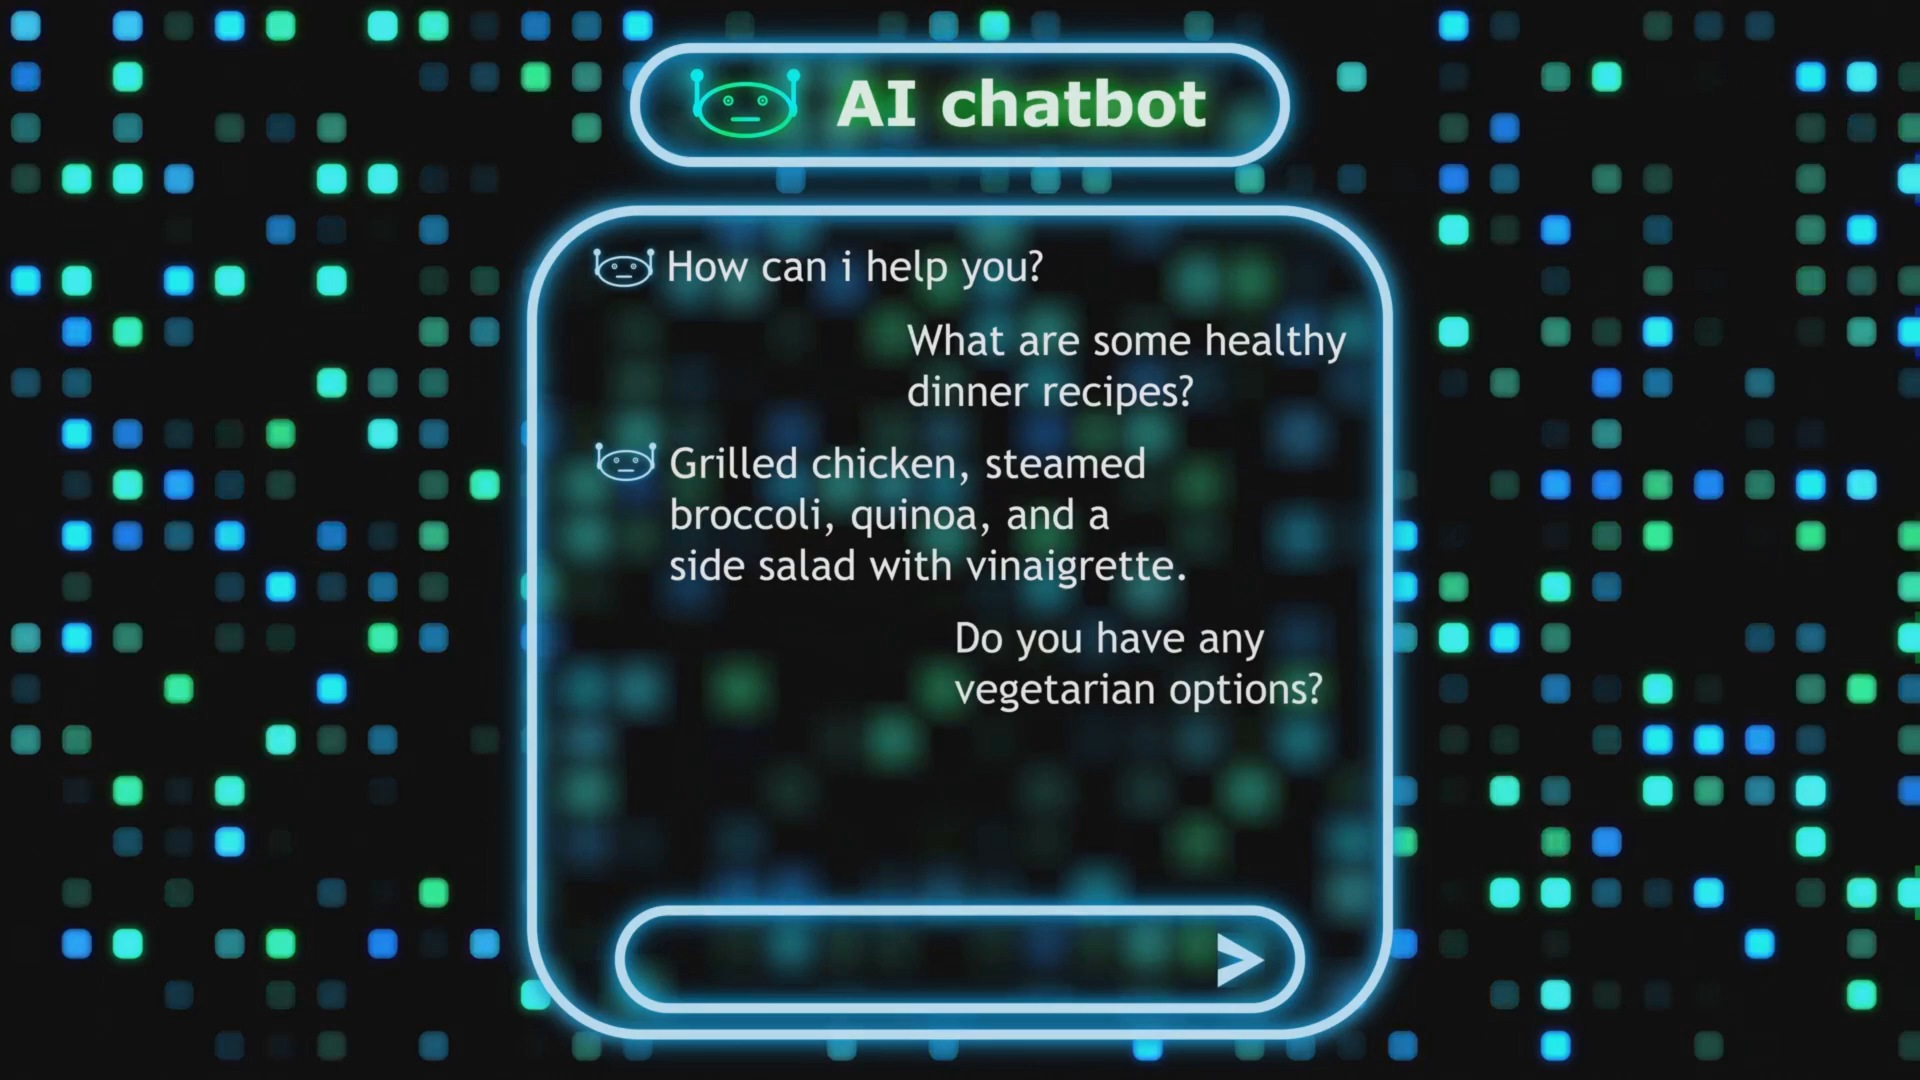 AI chatbot
How can i help you?
What are some healthy
dinner recipes?
Grilled chicken, steamed
broccoli, quinoa, and a
side salad with vinaigrette.
Do you have any
vegetarian options?